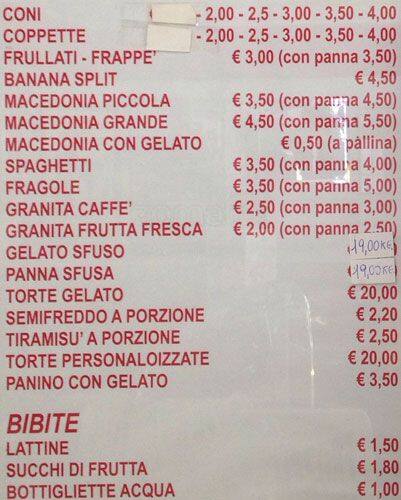 CONI - 2,00 - 2,5 - 3,00 - 3,50 - 4,00
COPPETTE - 2,00 - 2,5 - 3,00 - 3,50 - 4,00
FRULLATI - FRAPPE' € 3,00 (con panna 3,50)
BANANA SPLIT € 4,50
MACEDONIA PICCOLA € 3,50 (con panna 4,50)
MACEDONIA GRANDE € 4,50 (con panna 5,50)
MACEDONIA CON GELATO € 0,50 (a pallina)
SPAGHETTI € 3,50 (con panna 4,00)
FRAGOLE € 3,50 (con panna 5,00)
GRANITA CAFFE' € 2,50 (con panna 3,00)
GRANITA FRUTTA FRESCA € 2,00 (con panna 2,50)
GELATO SFUSO 19,00 KG
PANNA SFUSA 19,00 KG
TORTE GELATO € 20,00
SEMIFREDDO A PORZIONE € 2,20
TIRAMISU' A PORZIONE € 2,50
TORTE PERSONALOIZZATE € 20,00
PANINO CON GELATO € 3,50
BIBITE
LATTINE € 1,50
SUCCHI DI FRUTTA € 1,80
BOTTIGLIETTE ACQUA € 1,00